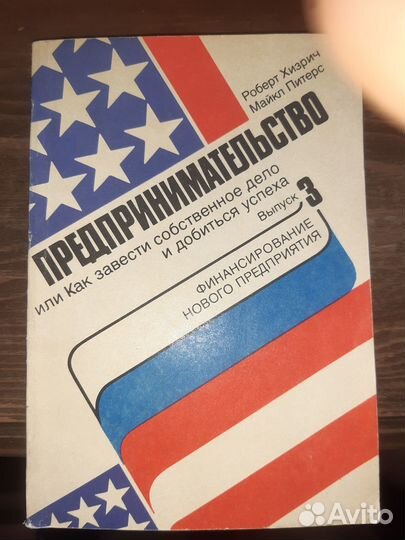 Роберт Хизрич
Майкл Питерс
ПРЕДПРИНИМАТЕЛЬСТВО
или Как завести собственное дело
и добиться успеха
Выпуск 3
ФИНАНСИРОВАНИЕ
НОВОГО ПРЕДПРИЯТИЯ
Avito